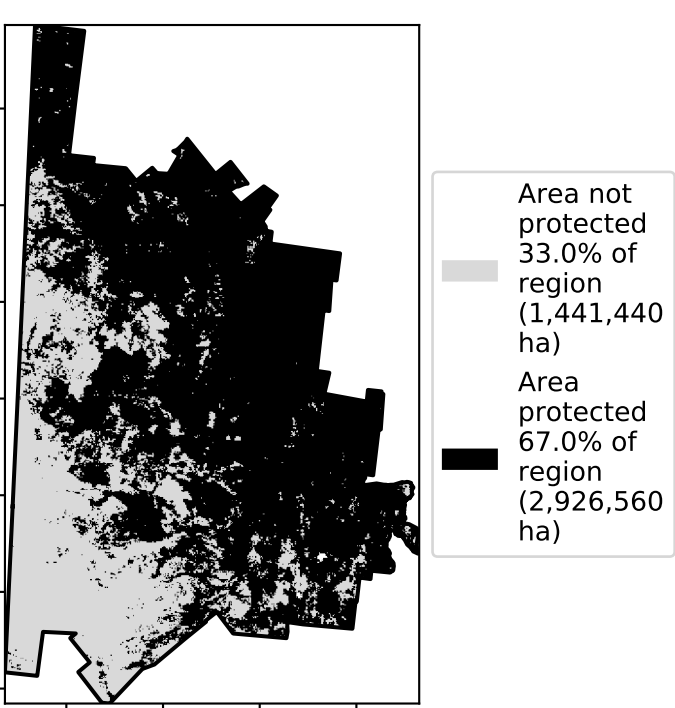 Area not
protected
33.0% of
region
(1,441,440
ha)
Area
protected
67.0% of
region
(2,926,560
ha)